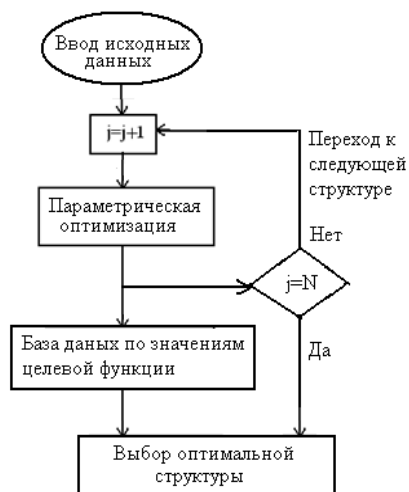 Ввод исходных
данных
j=j+1
Переход к
следующей
структуре
Параметрическая
оптимизация
Нет
j=N
База даных по значениям
целевой функции
Да
Выбор оптимальной
структуры